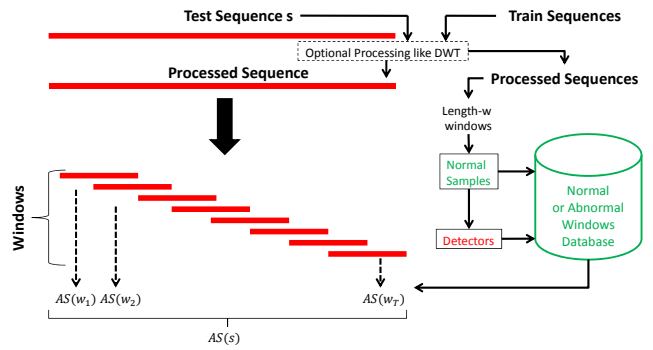 Test Sequence s
Train Sequences
Optional Processing like DWT
Processed Sequence
Processed Sequences
Length-w
windows
Normal
Samples
Detectors
Normal
or Abnormal
Windows
Database
Windows
AS(w₁)
AS(w₂)
AS(w_T)
AS(s)